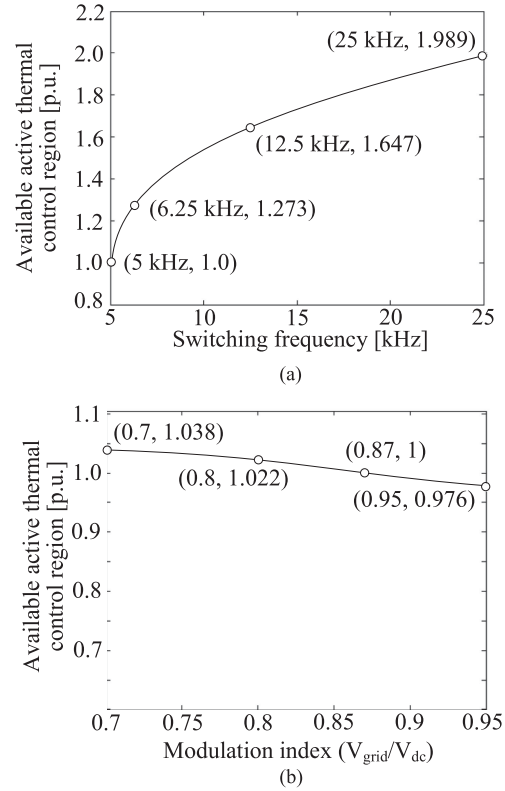 2.2
(25 kHz, 1.989)
2.0
1.8
(12.5 kHz, 1.647)
1.6
1.4
(6.25 kHz, 1.273)
1.2
1.0
(5 kHz, 1.0)
0.8
5
10
15
20
25
Available active thermal
control region [p.u.]
Switching frequency [kHz]
(a)
1.1
(0.7, 1.038)
(0.87, 1)
1.0
(0.8, 1.022)
(0.95, 0.976)
0.9
0.8
0.7
0.7
0.75
0.8
0.85
0.9
0.95
Available active thermal
control region [p.u.]
Modulation index (Vgrid/Vdc)
(b)